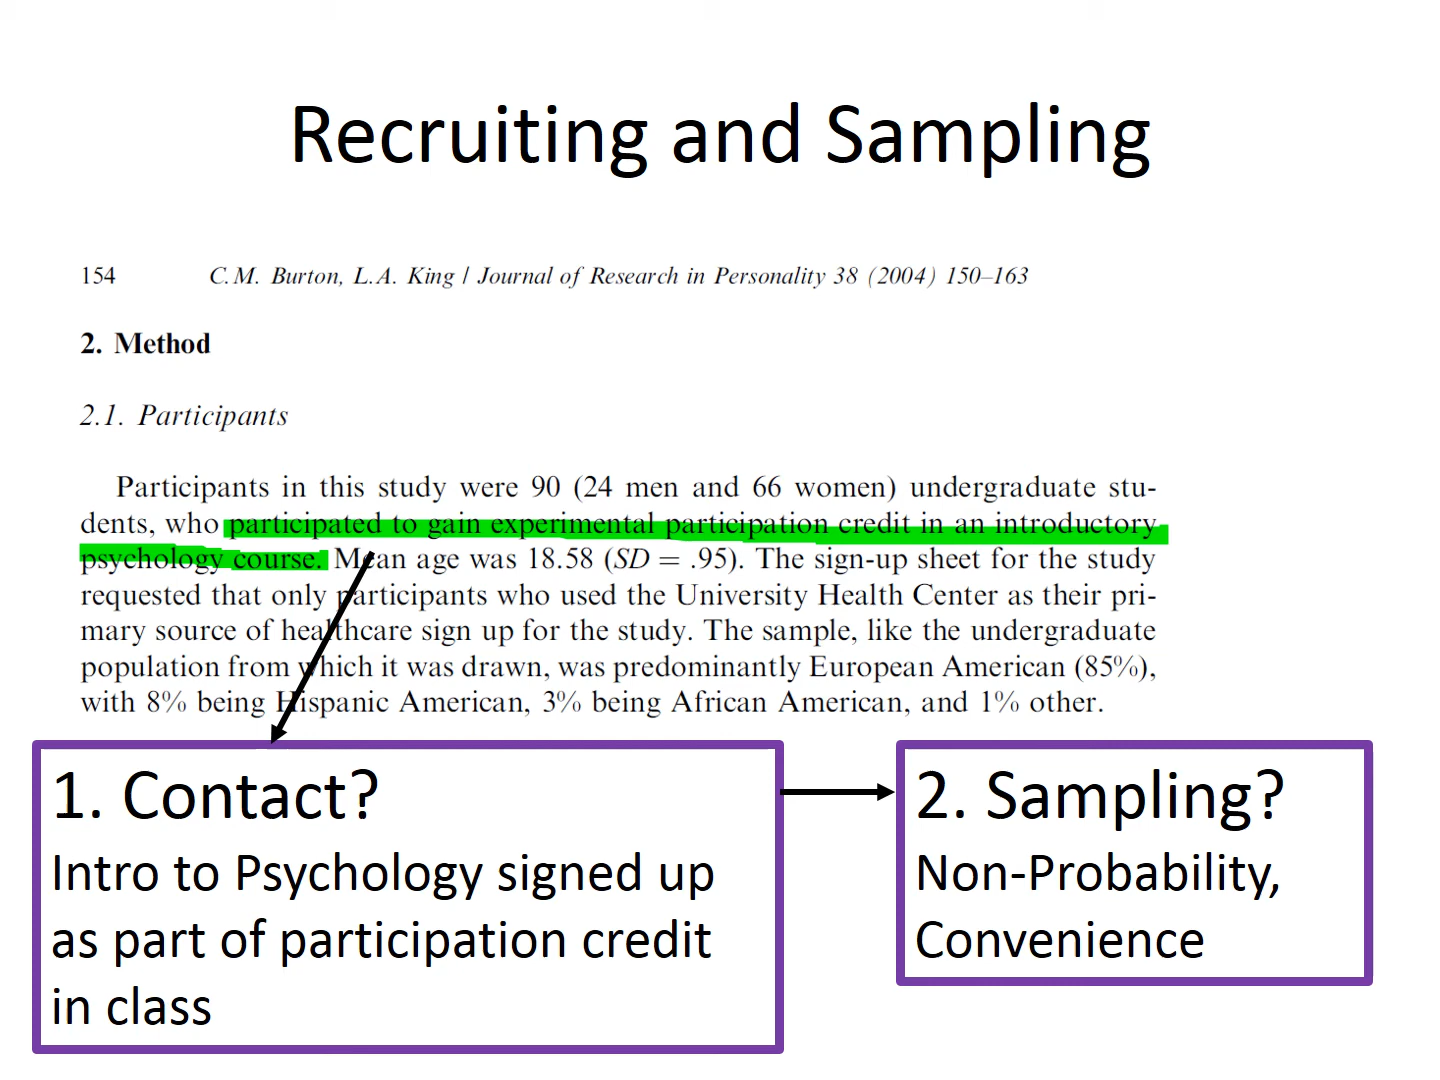 Recruiting and Sampling
154 C.M. Burton, L.A. King / Journal of Research in Personality 38 (2004) 150–163
2. Method
2.1. Participants
Participants in this study were 90 (24 men and 66 women) undergraduate stu-
dents, who participated to gain experimental participation credit in an introductory
psychology course. Mean age was 18.58 (SD = .95). The sign-up sheet for the study
requested that only participants who used the University Health Center as their pri-
mary source of healthcare sign up for the study. The sample, like the undergraduate
population from which it was drawn, was predominantly European American (85%),
with 8% being Hispanic American, 3% being African American, and 1% other.
1. Contact?
Intro to Psychology signed up
as part of participation credit
in class
2. Sampling?
Non-Probability,
Convenience